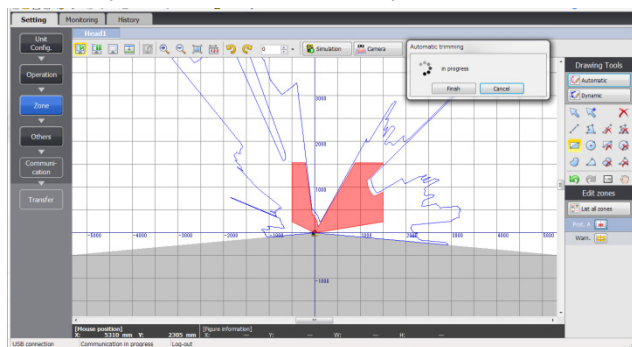 Setting Monitoring History
Unit
Config.
Operation
Zone
Others
Communi-
cation
Transfer
Head1
0
Simulation
Camera
Automatic trimming
in progress
Finish Cancel
Drawing Tools
Automatic
Dynamic
Edit zones
List all zones
Prot. A
Warn.
3000
2000
1000
-5000 -4000 -3000 -2000 -1000 1000 2000 3000 4000 5000
-1000
[Mouse position] [Figure information]
X: 5310 mm Y: 2305 mm X: --- Y: --- W: --- H: ---
USB connection Communication in progress Log-out